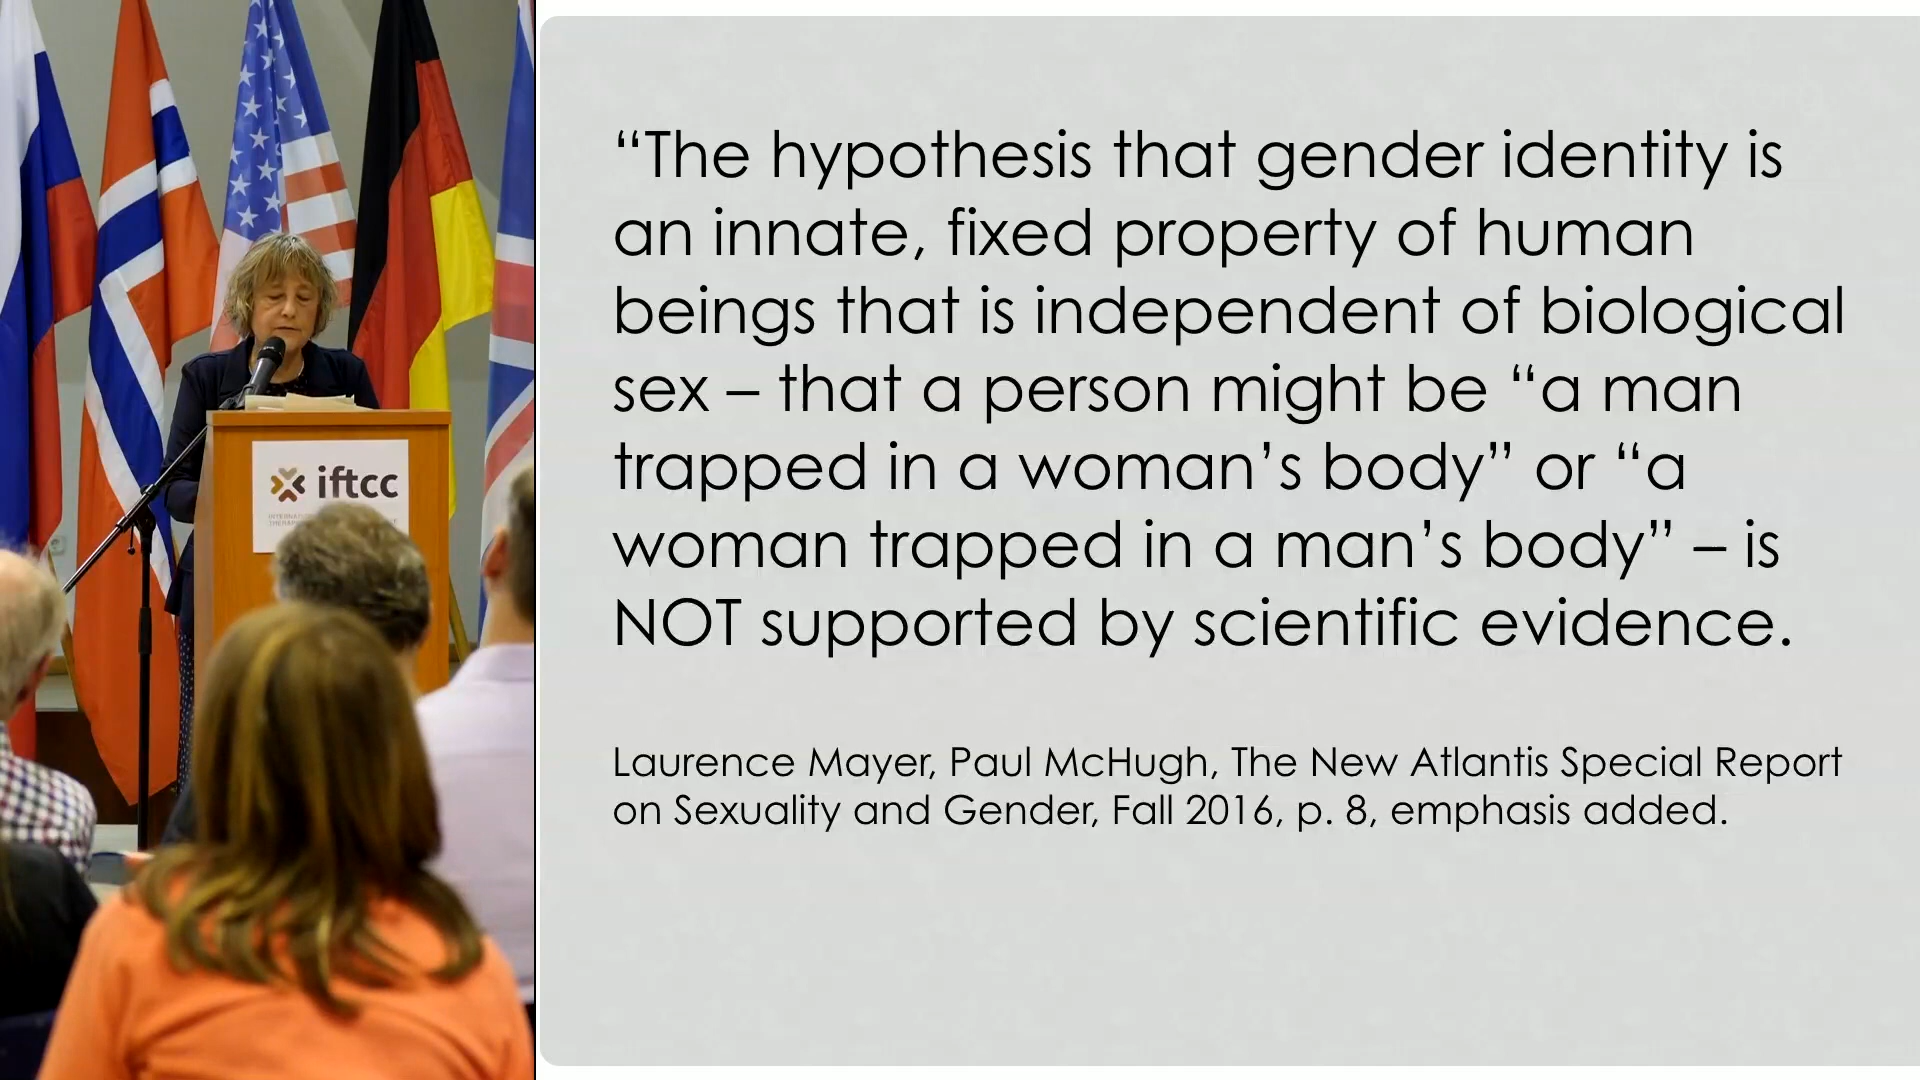 iftcc
“The hypothesis that gender identity is
an innate, fixed property of human
beings that is independent of biological
sex – that a person might be “a man
trapped in a woman’s body” or “a
woman trapped in a man’s body” – is
NOT supported by scientific evidence.
Laurence Mayer, Paul McHugh, The New Atlantis Special Report
on Sexuality and Gender, Fall 2016, p. 8, emphasis added.